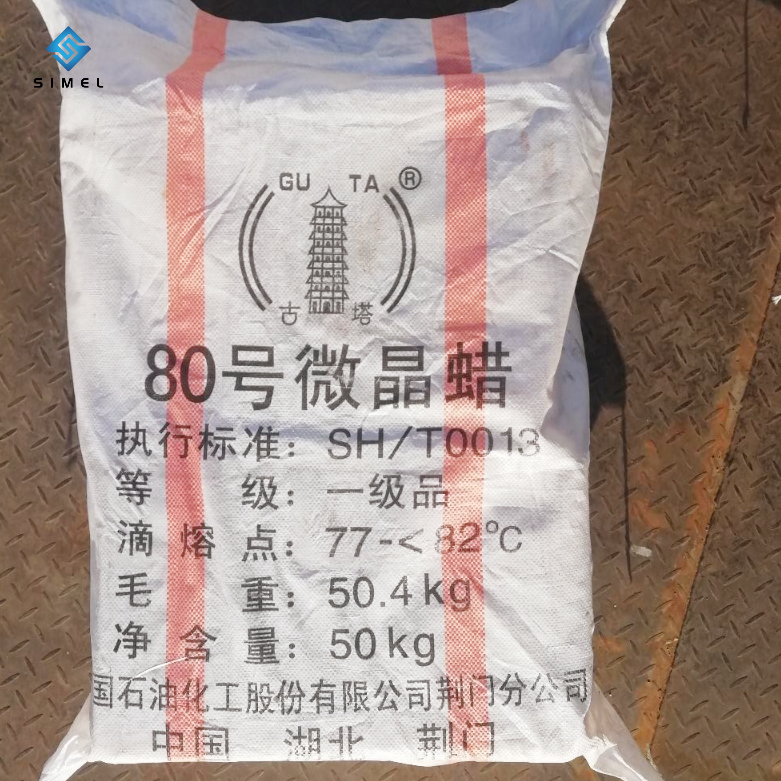 SIMEL
GU TA ®
古 塔
80号微晶蜡
执行标准：SH/T0013
等 级：一级品
滴 熔 点：77-<82℃
毛 重：50.4kg
净 含 量：50kg
国石油化工股份有限公司荆门分公司
中国 湖北 荆门